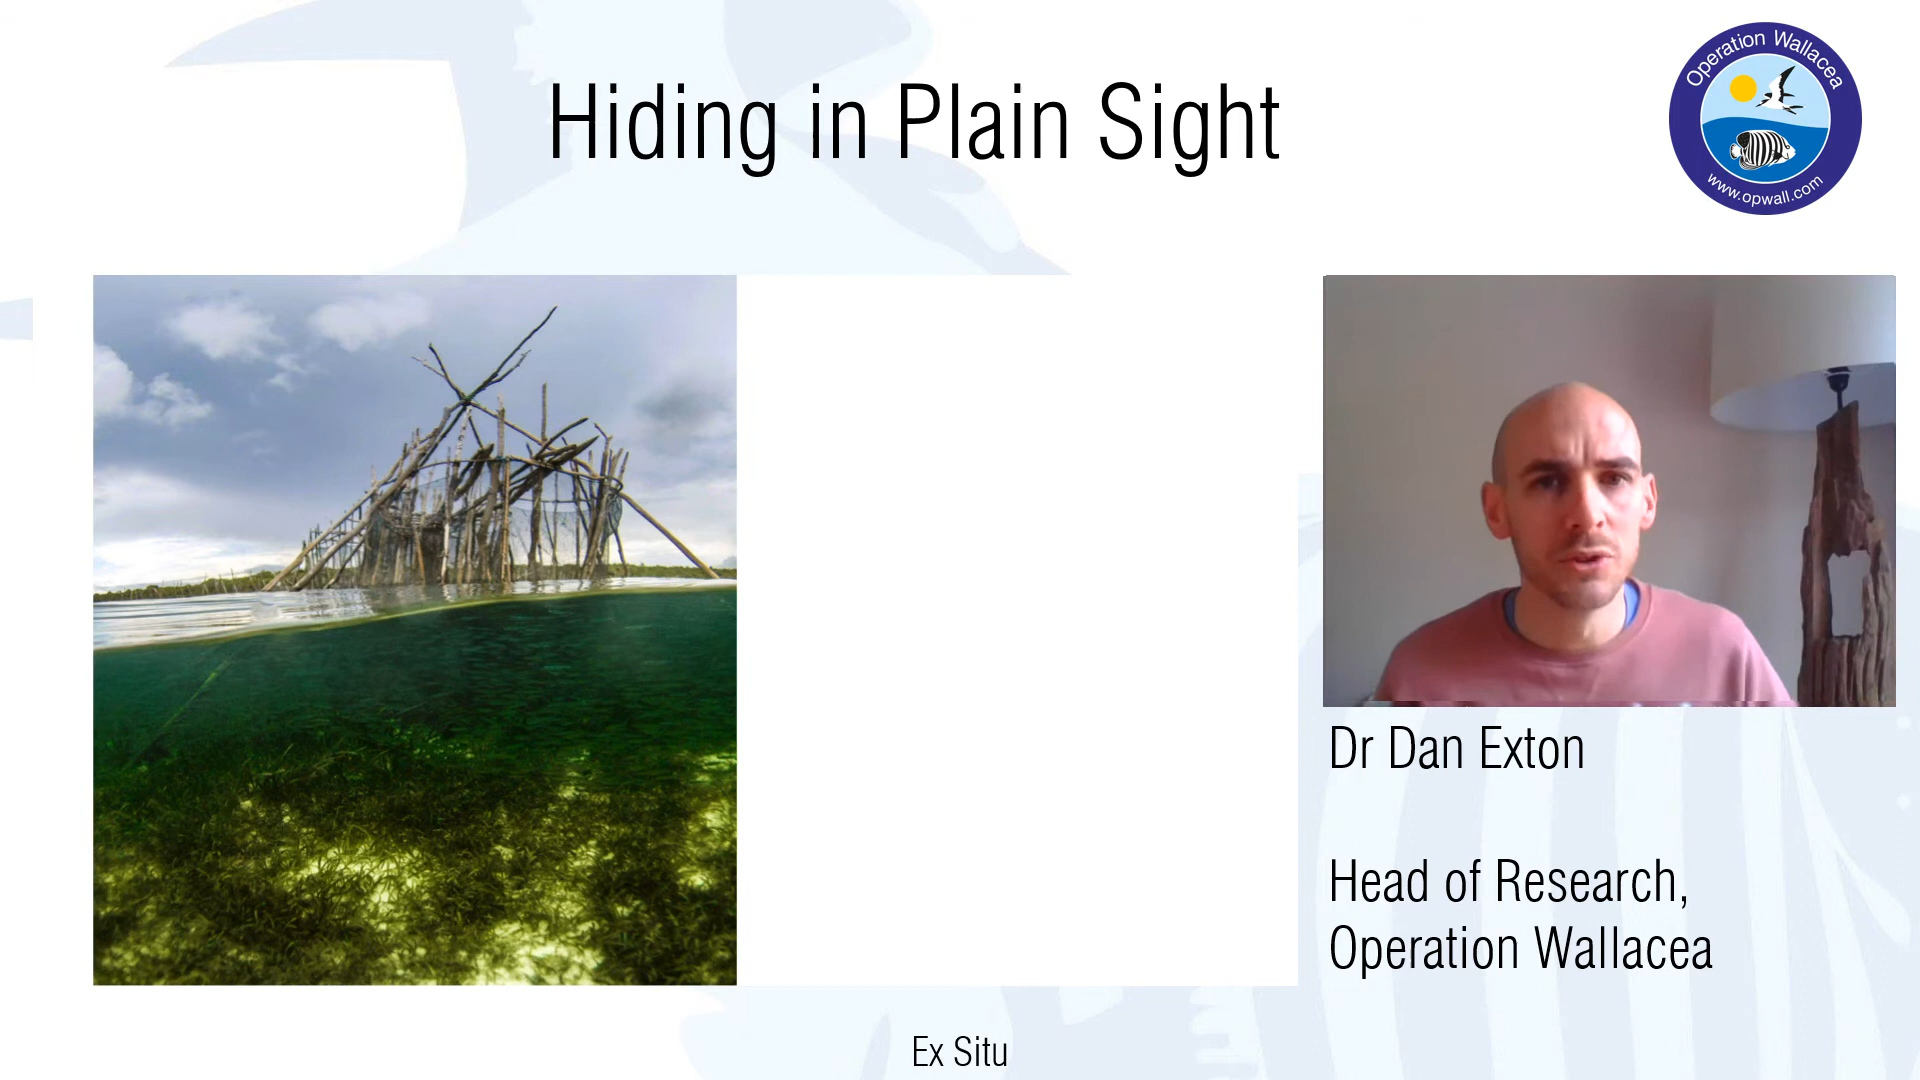 Hiding in Plain Sight
Operation Wallacea
www.opwall.com
Dr Dan Exton
Head of Research,
Operation Wallacea
Ex Situ